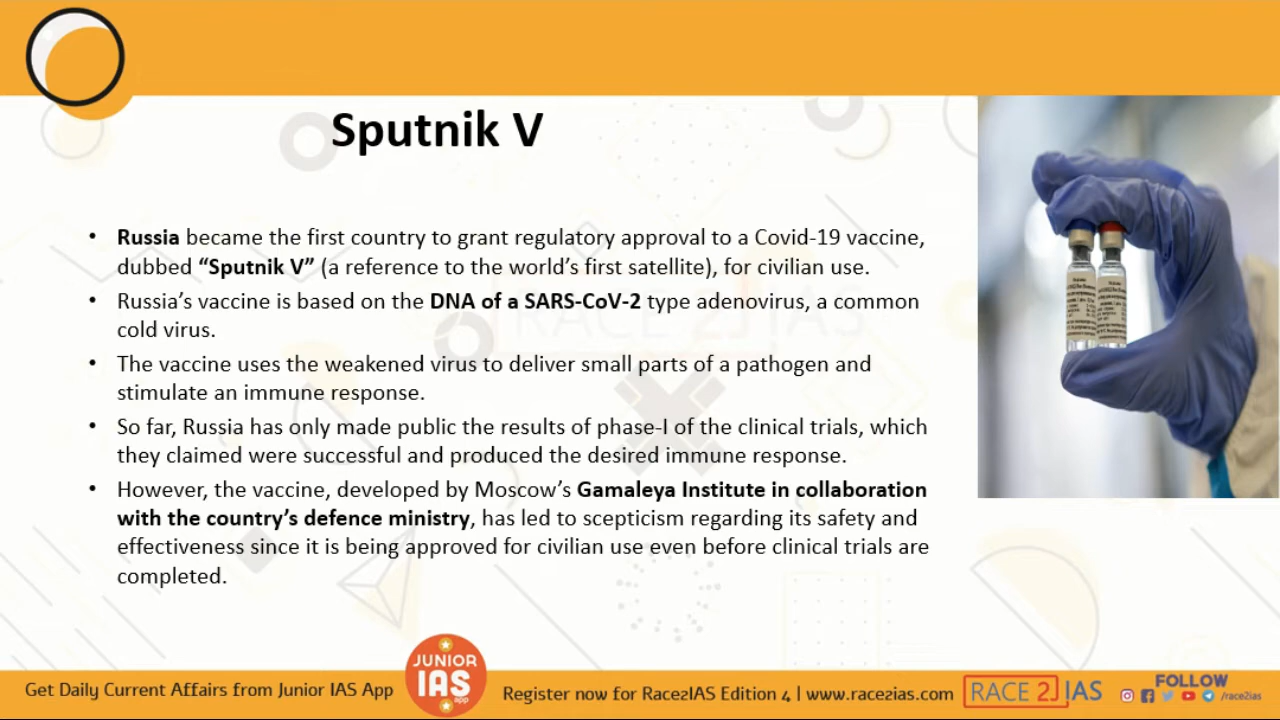 Sputnik V
• Russia became the first country to grant regulatory approval to a Covid-19 vaccine,
dubbed “Sputnik V” (a reference to the world’s first satellite), for civilian use.
• Russia’s vaccine is based on the DNA of a SARS-CoV-2 type adenovirus, a common
cold virus.
• The vaccine uses the weakened virus to deliver small parts of a pathogen and
stimulate an immune response.
• So far, Russia has only made public the results of phase-I of the clinical trials, which
they claimed were successful and produced the desired immune response.
• However, the vaccine, developed by Moscow’s Gamaleya Institute in collaboration
with the country’s defence ministry, has led to scepticism regarding its safety and
effectiveness since it is being approved for civilian use even before clinical trials are
completed.
Get Daily Current Affairs from Junior IAS App
JUNIOR
IAS
app
Register now for Race2IAS Edition 4 | www.race2ias.com
RACE 2 IAS
FOLLOW
/race2ias